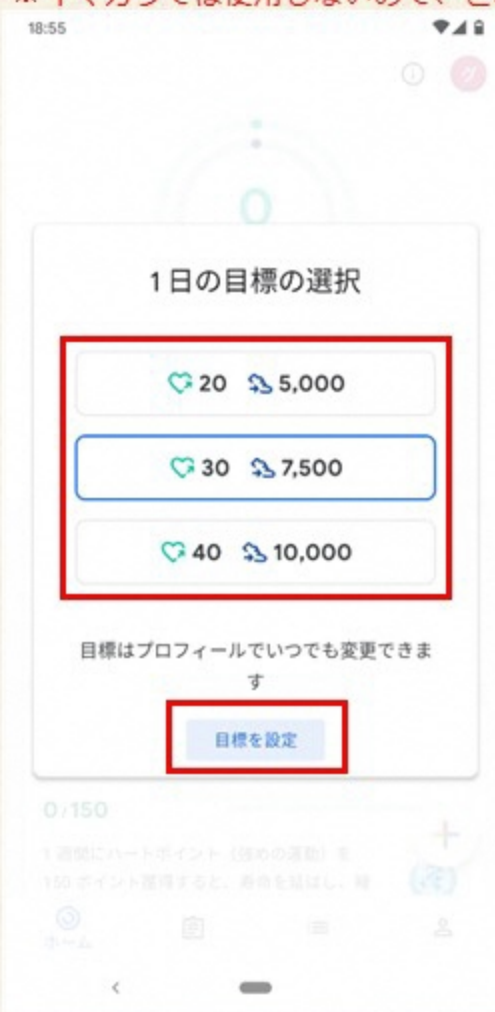 18:55
0
1日の目標の選択
20 5,000
30 7,500
40 10,000
目標はプロフィールでいつでも変更できま
す
目標を設定
0/150
1 週間にハートポイント（強めの運動）を
150 ポイント獲得すると、寿命を延ばし、睡
ホーム